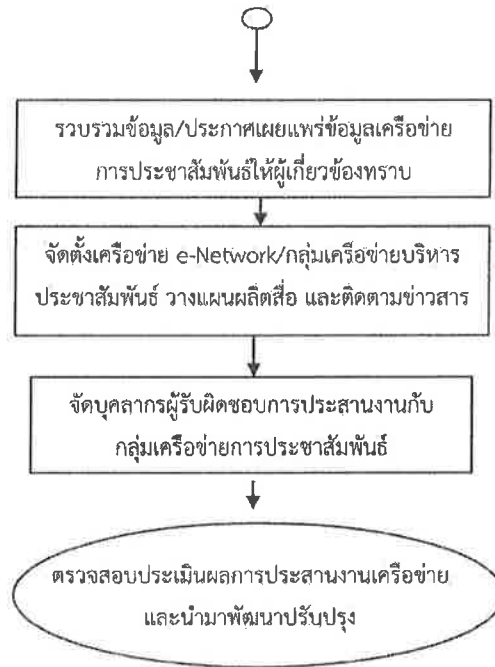 รวบรวมข้อมูล/ประกาศเผยแพร่ข้อมูลเครือข่าย
การประชาสัมพันธ์ให้ผู้เกี่ยวข้องทราบ
จัดตั้งเครือข่าย e-Network/กลุ่มเครือข่ายบริหาร
ประชาสัมพันธ์ วางแผนผลิตสื่อ และติดตามข่าวสาร
จัดบุคลากรผู้รับผิดชอบการประสานงานกับ
กลุ่มเครือข่ายการประชาสัมพันธ์
ตรวจสอบประเมินผลการประสานงานเครือข่าย
และนำมาพัฒนาปรับปรุง